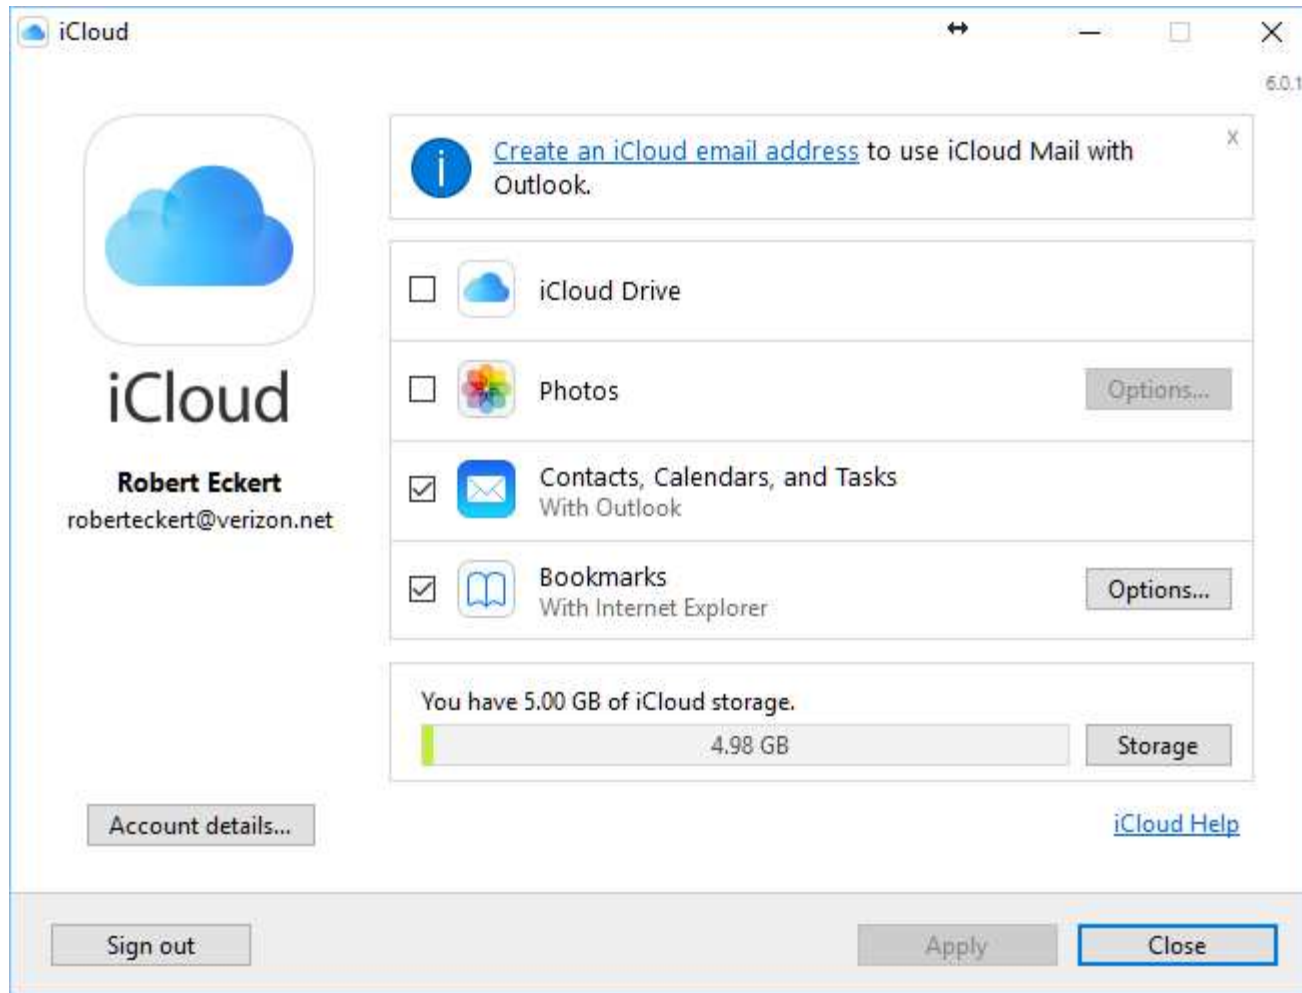 iCloud
6.0.1
Create an iCloud email address to use iCloud Mail with
Outlook.
iCloud Drive
iCloud
Photos
Options...
Robert Eckert
roberteckert@verizon.net
Contacts, Calendars, and Tasks
With Outlook
Bookmarks
With Internet Explorer
Options...
You have 5.00 GB of iCloud storage.
4.98 GB
Storage
Account details...
iCloud Help
Sign out
Apply
Close